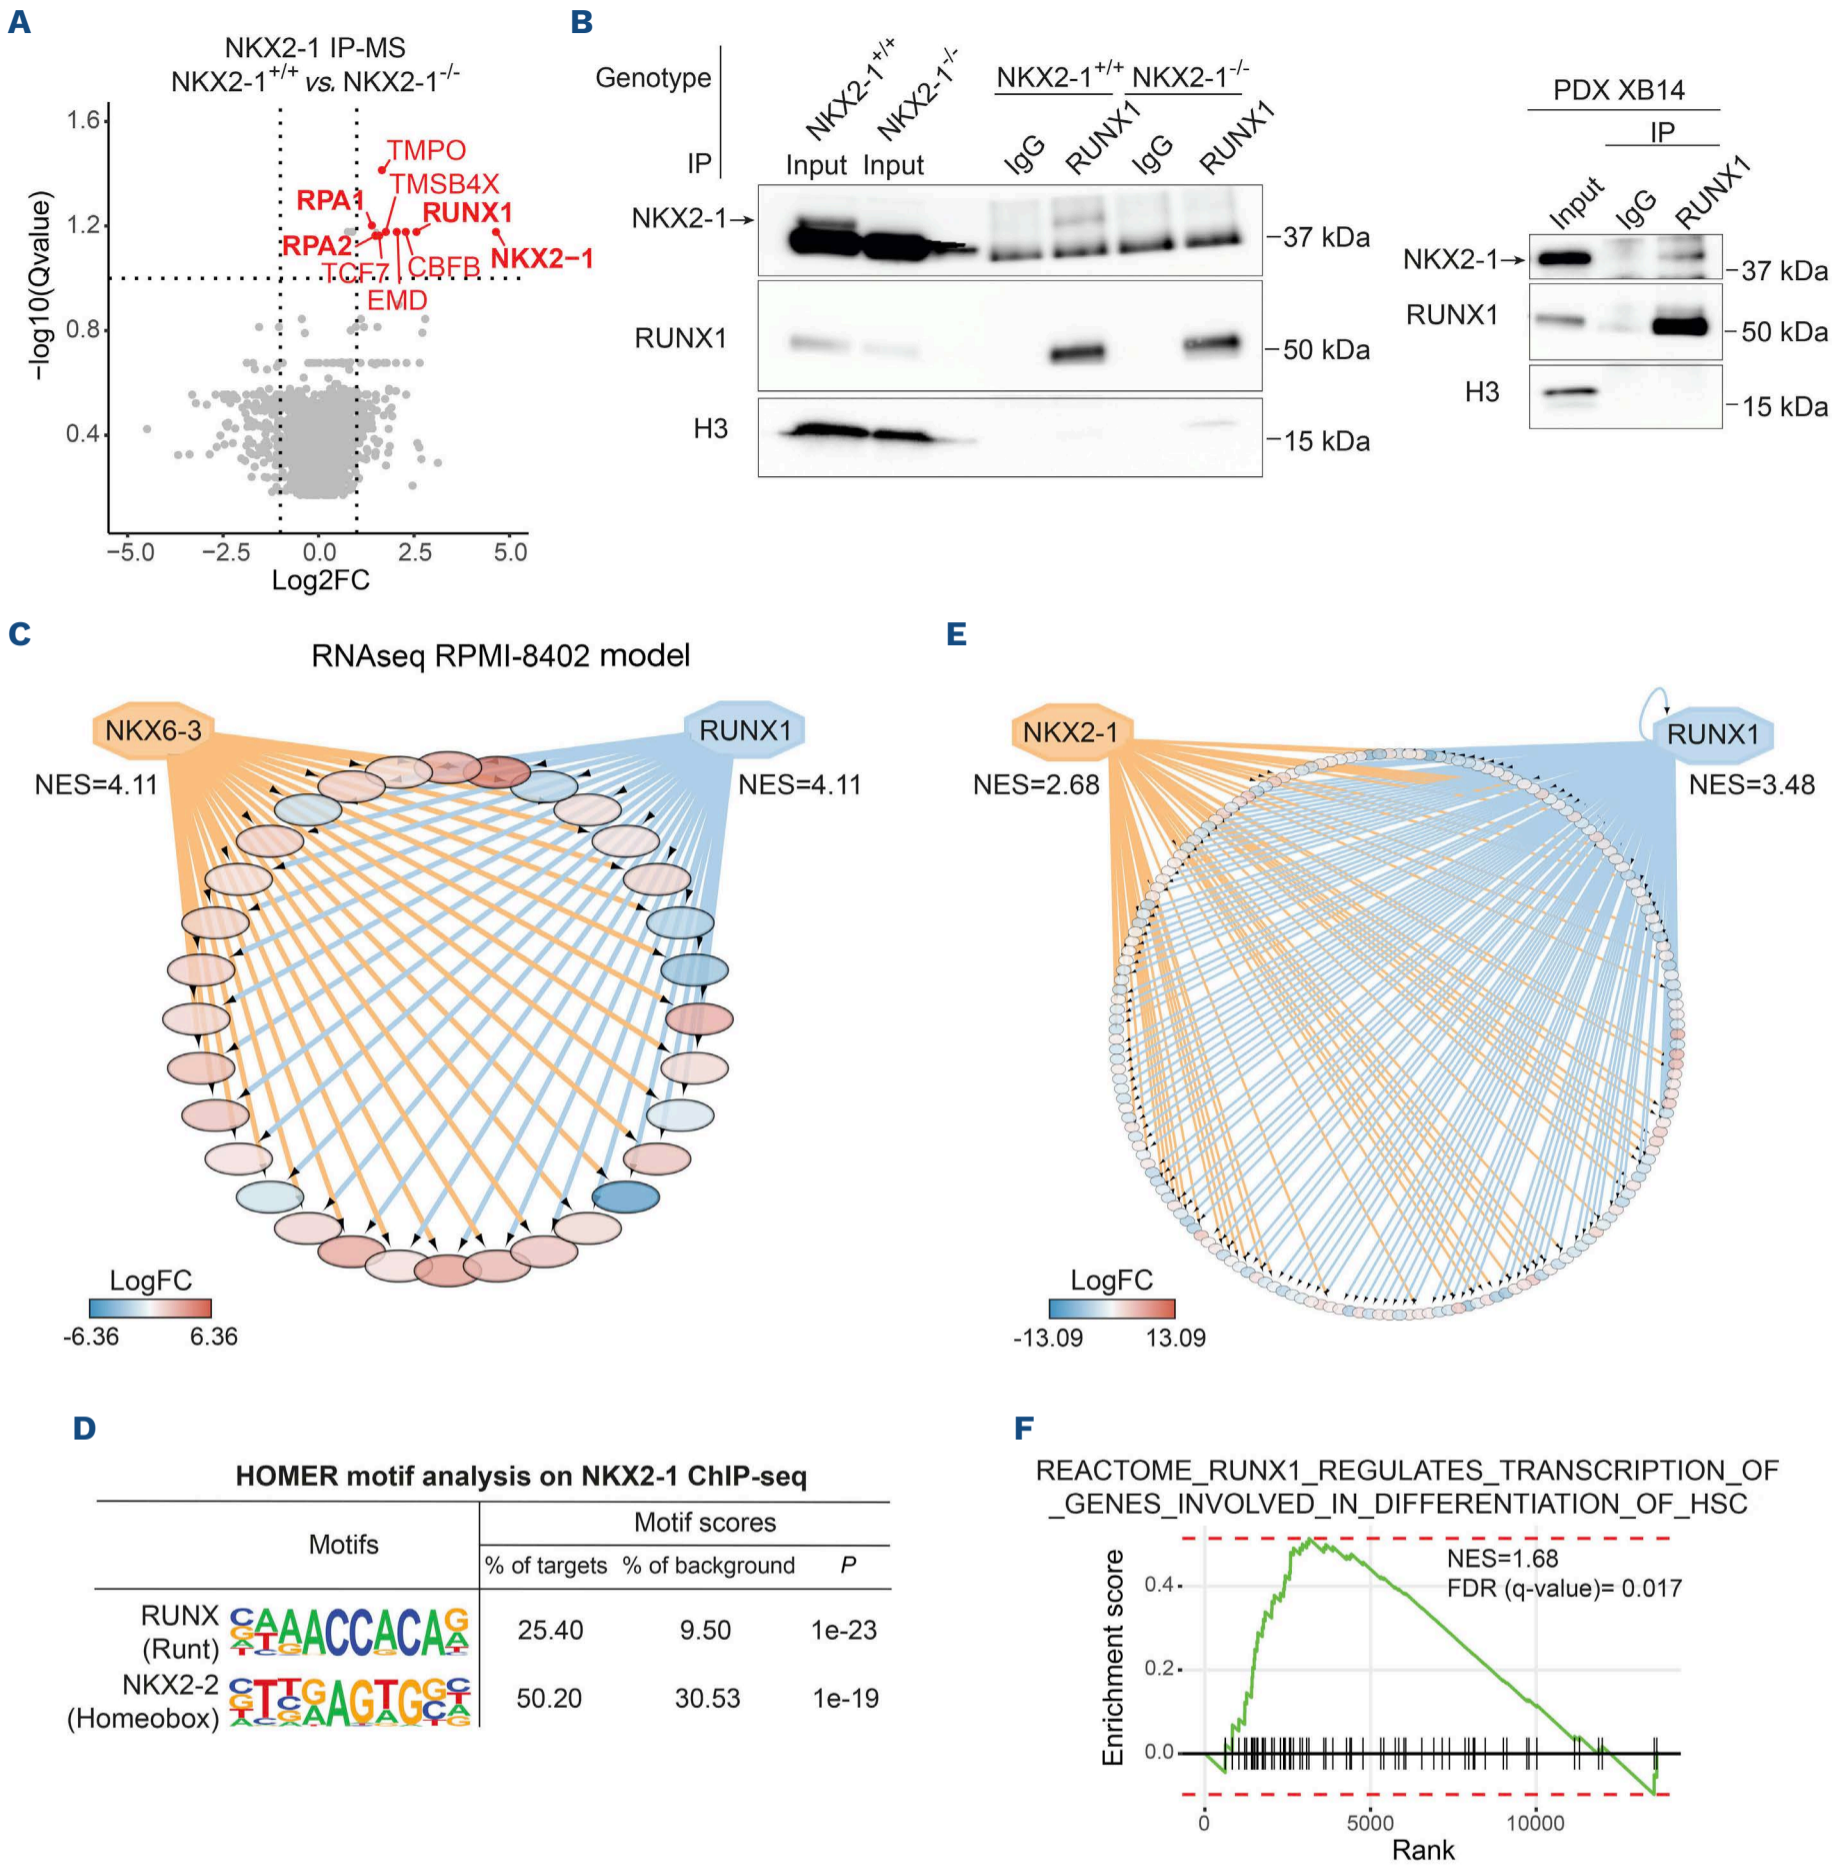 A
NKX2-1 IP-MS
NKX2-1+/+ vs. NKX2-1-/-
−log10(Qvalue)
1.6
1.2
0.8
0.4
TMPO
TMSB4X
RPA1
RUNX1
RPA2
NKX2−1
TCF7
CBFB
EMD
−5.0 −2.5 0.0 2.5 5.0
Log2FC
B
Genotype
NKX2-1+/+ NKX2-1-/-
NKX2-1+/+ NKX2-1-/-
IP
Input Input IgG RUNX1 IgG RUNX1
NKX2-1
37 kDa
RUNX1
50 kDa
H3
15 kDa
PDX XB14
IP
Input IgG RUNX1
NKX2-1
37 kDa
RUNX1
50 kDa
H3
15 kDa
C
RNAseq RPMI-8402 model
NKX6-3
RUNX1
NES=4.11
NES=4.11
LogFC
-6.36 6.36
E
NKX2-1
RUNX1
NES=2.68
NES=3.48
LogFC
-13.09 13.09
D
HOMER motif analysis on NKX2-1 ChIP-seq
Motifs
Motif scores
% of targets % of background P
RUNX
(Runt)
CAAACCACAG
25.40 9.50 1e-23
NKX2-2
(Homeobox)
CTTGAGTGGC
50.20 30.53 1e-19
F
REACTOME_RUNX1_REGULATES_TRANSCRIPTION_OF
_GENES_INVOLVED_IN_DIFFERENTIATION_OF_HSC
NES=1.68
FDR (q-value)= 0.017
Enrichment score
0.4
0.2
0.0
0 5000 10000
Rank